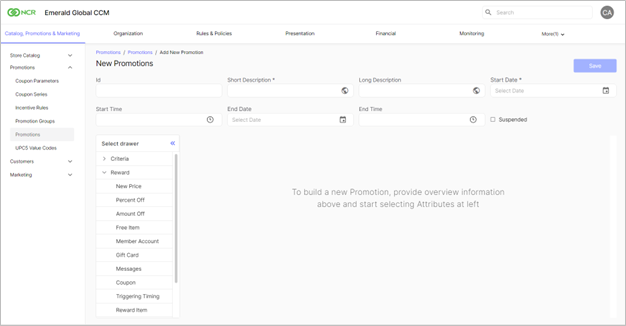 NCR Emerald Global CCM Search CA
Catalog, Promotions & Marketing Organization Rules & Policies Presentation Financial Monitoring More(1)
Store Catalog
Promotions
Coupon Parameters
Coupon Series
Incentive Rules
Promotion Groups
Promotions
UPC5 Value Codes
Customers
Marketing
Promotions / Promotions / Add New Promotion
New Promotions Save
Id Short Description * Long Description Start Date *
Select Date
Start Time End Date End Time
Select Date Suspended
Select drawer
Criteria
Reward
New Price
Percent Off
Amount Off
Free Item
Member Account
Gift Card
Messages
Coupon
Triggering Timing
Reward Item
To build a new Promotion, provide overview information
above and start selecting Attributes at left